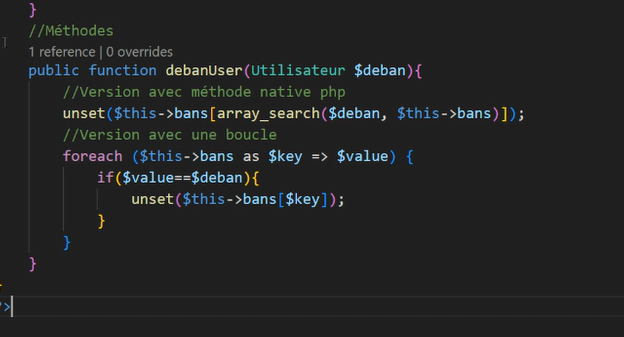 }
//Méthodes
1 reference | 0 overrides
public function debanUser(Utilisateur $deban){
//Version avec méthode native php
unset($this->bans[array_search($deban, $this->bans)]);
//Version avec une boucle
foreach ($this->bans as $key => $value) {
if($value==$deban){
unset($this->bans[$key]);
}
}
}
?>